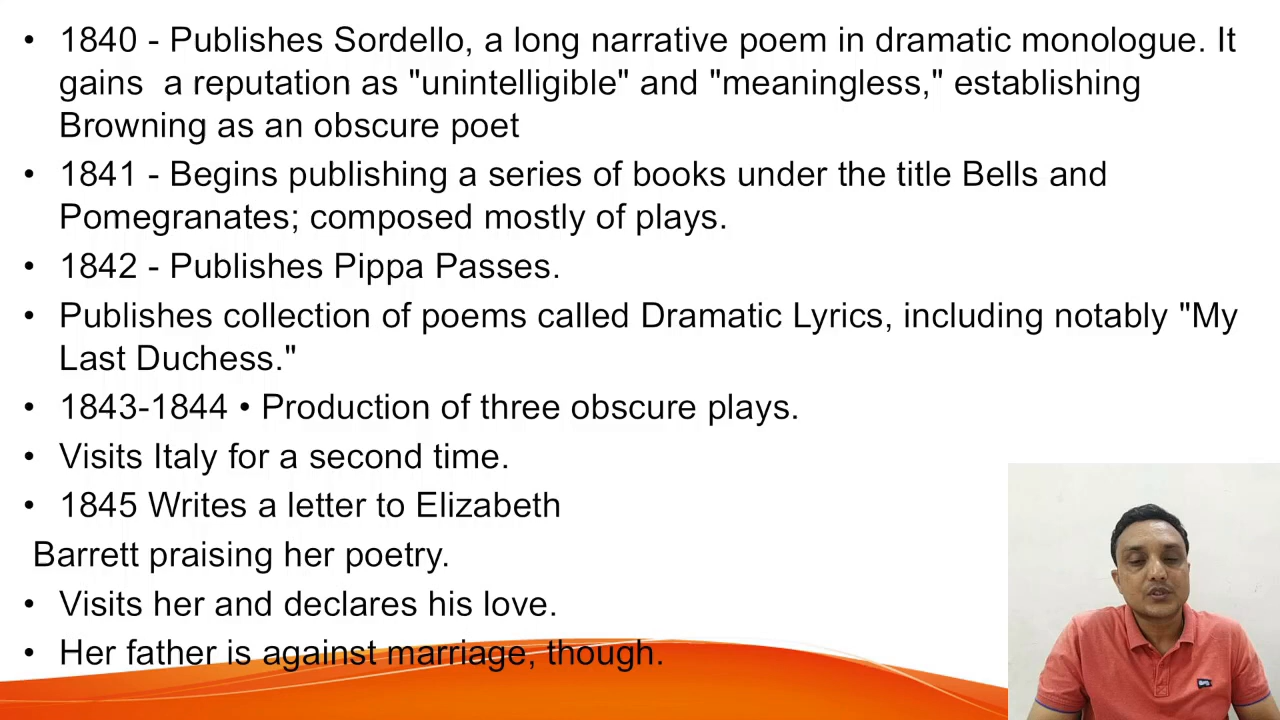 • 1840 - Publishes Sordello, a long narrative poem in dramatic monologue. It
gains  a reputation as "unintelligible" and "meaningless," establishing
Browning as an obscure poet
• 1841 - Begins publishing a series of books under the title Bells and
Pomegranates; composed mostly of plays.
• 1842 - Publishes Pippa Passes.
• Publishes collection of poems called Dramatic Lyrics, including notably "My
Last Duchess."
• 1843-1844 • Production of three obscure plays.
• Visits Italy for a second time.
• 1845 Writes a letter to Elizabeth
Barrett praising her poetry.
• Visits her and declares his love.
• Her father is against marriage, though.